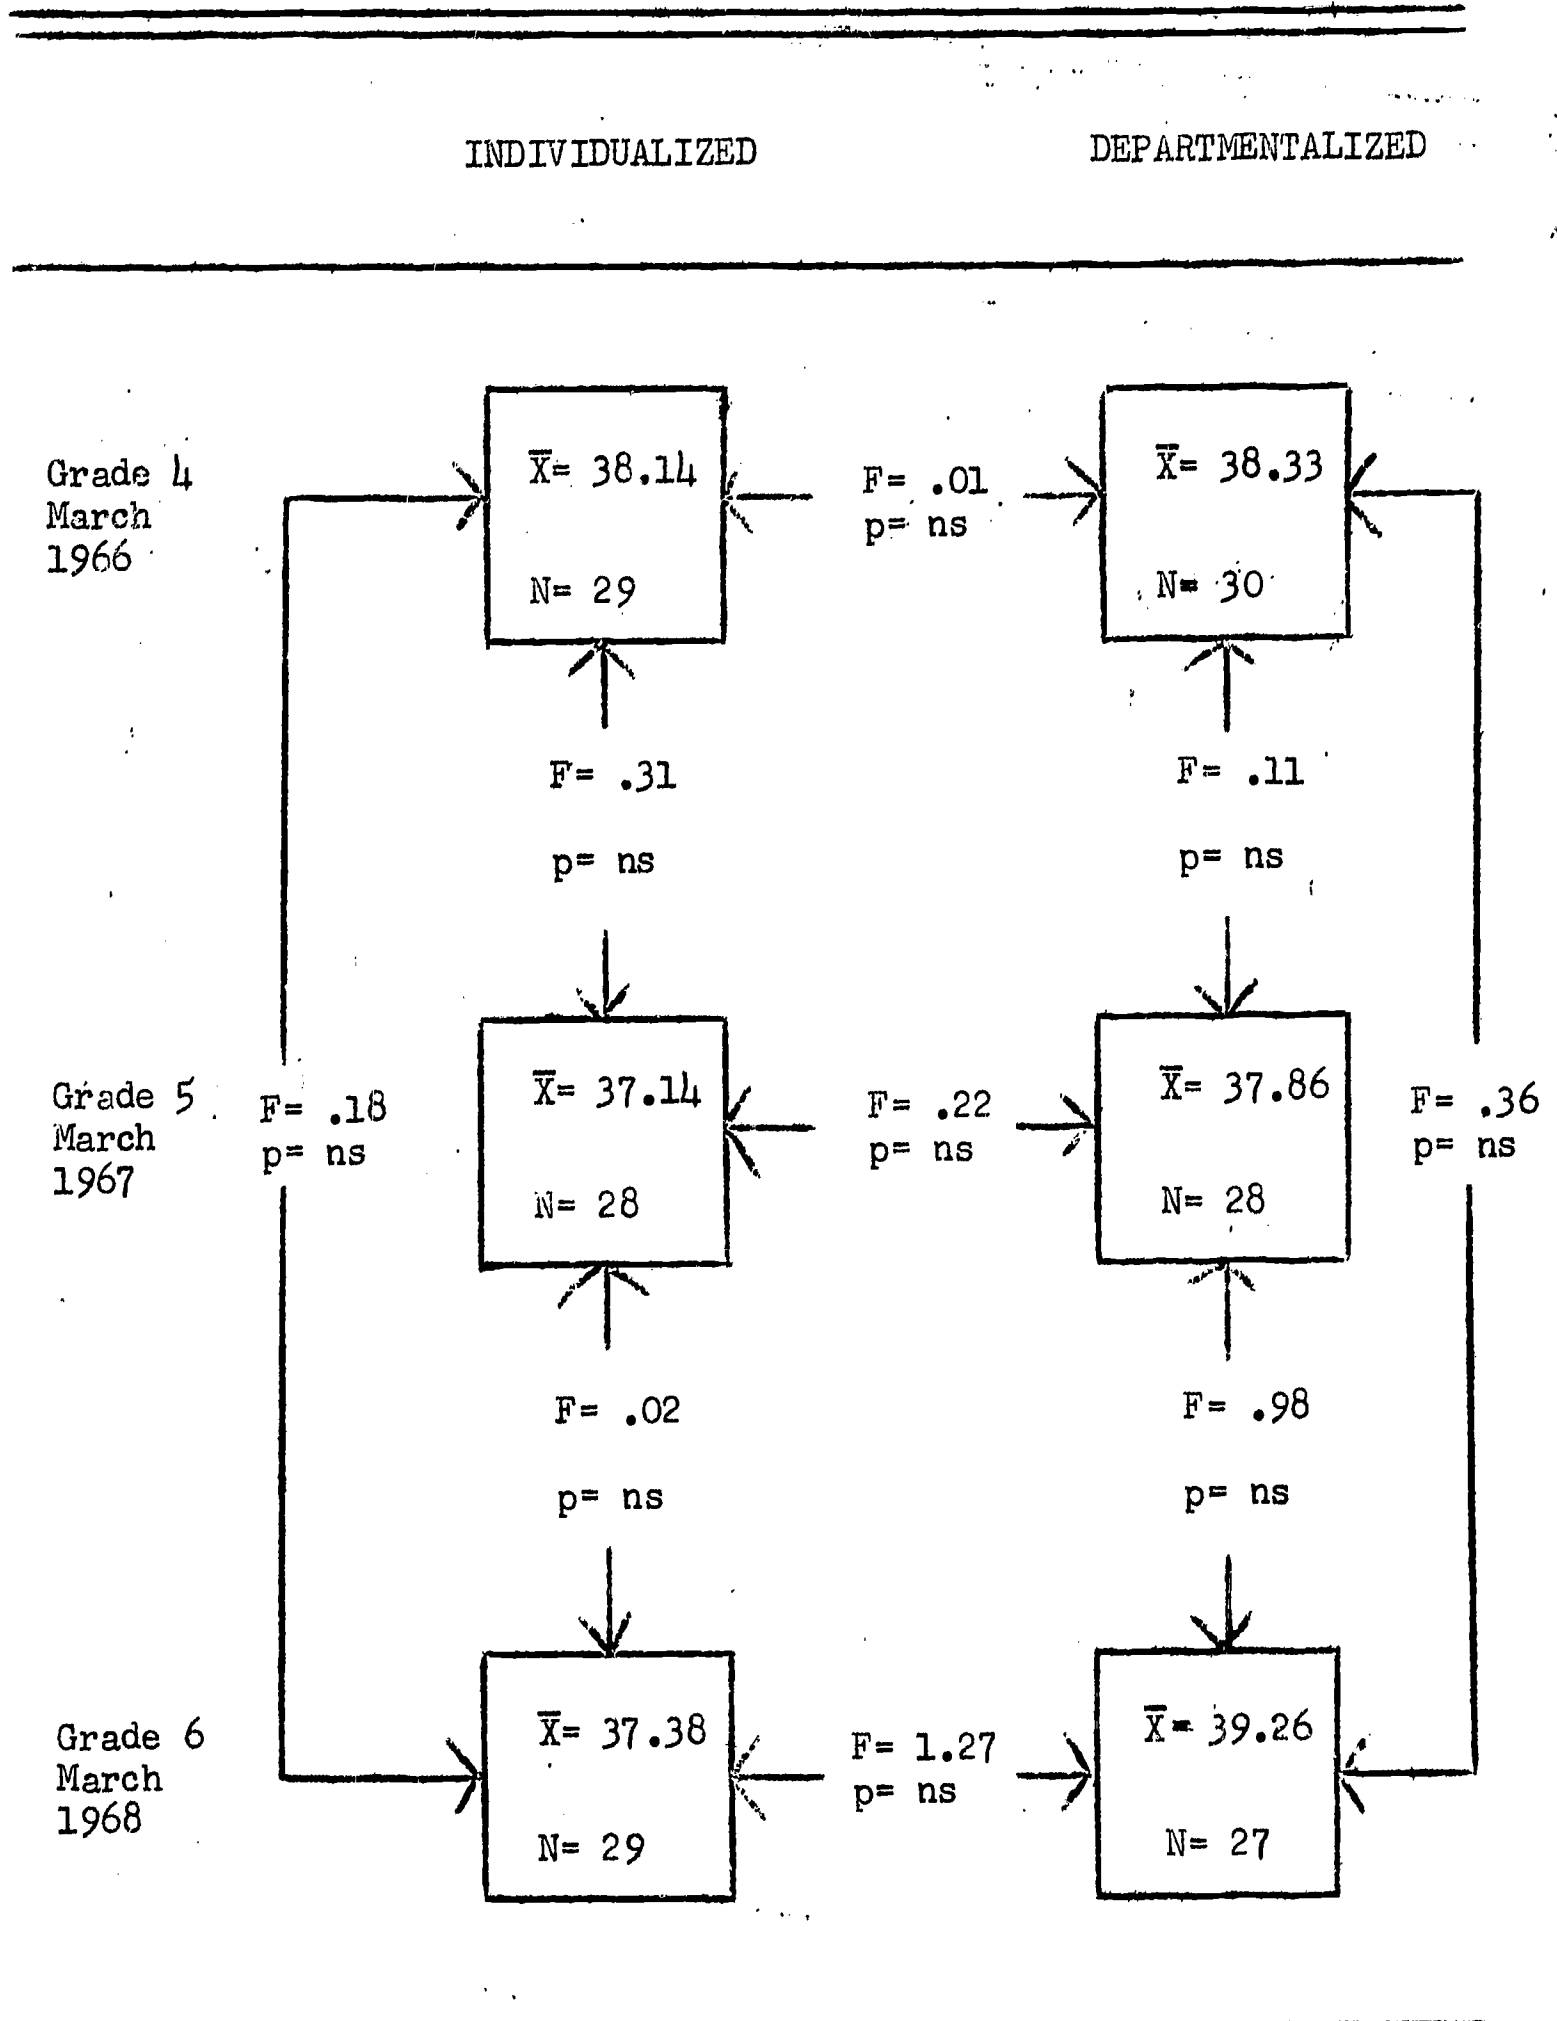 INDIVIDUALIZED DEPARTMENTALIZED
Grade 4
March
1966
X̅= 38.14
N= 29
F= .01
p= ns
X̅= 38.33
N= 30
F= .31
p= ns
F= .11
p= ns
Grade 5
March
1967
F= .18
p= ns
X̅= 37.14
N= 28
F= .22
p= ns
X̅= 37.86
N= 28
F= .36
p= ns
F= .02
p= ns
F= .98
p= ns
Grade 6
March
1968
X̅= 37.38
N= 29
F= 1.27
p= ns
X̅= 39.26
N= 27